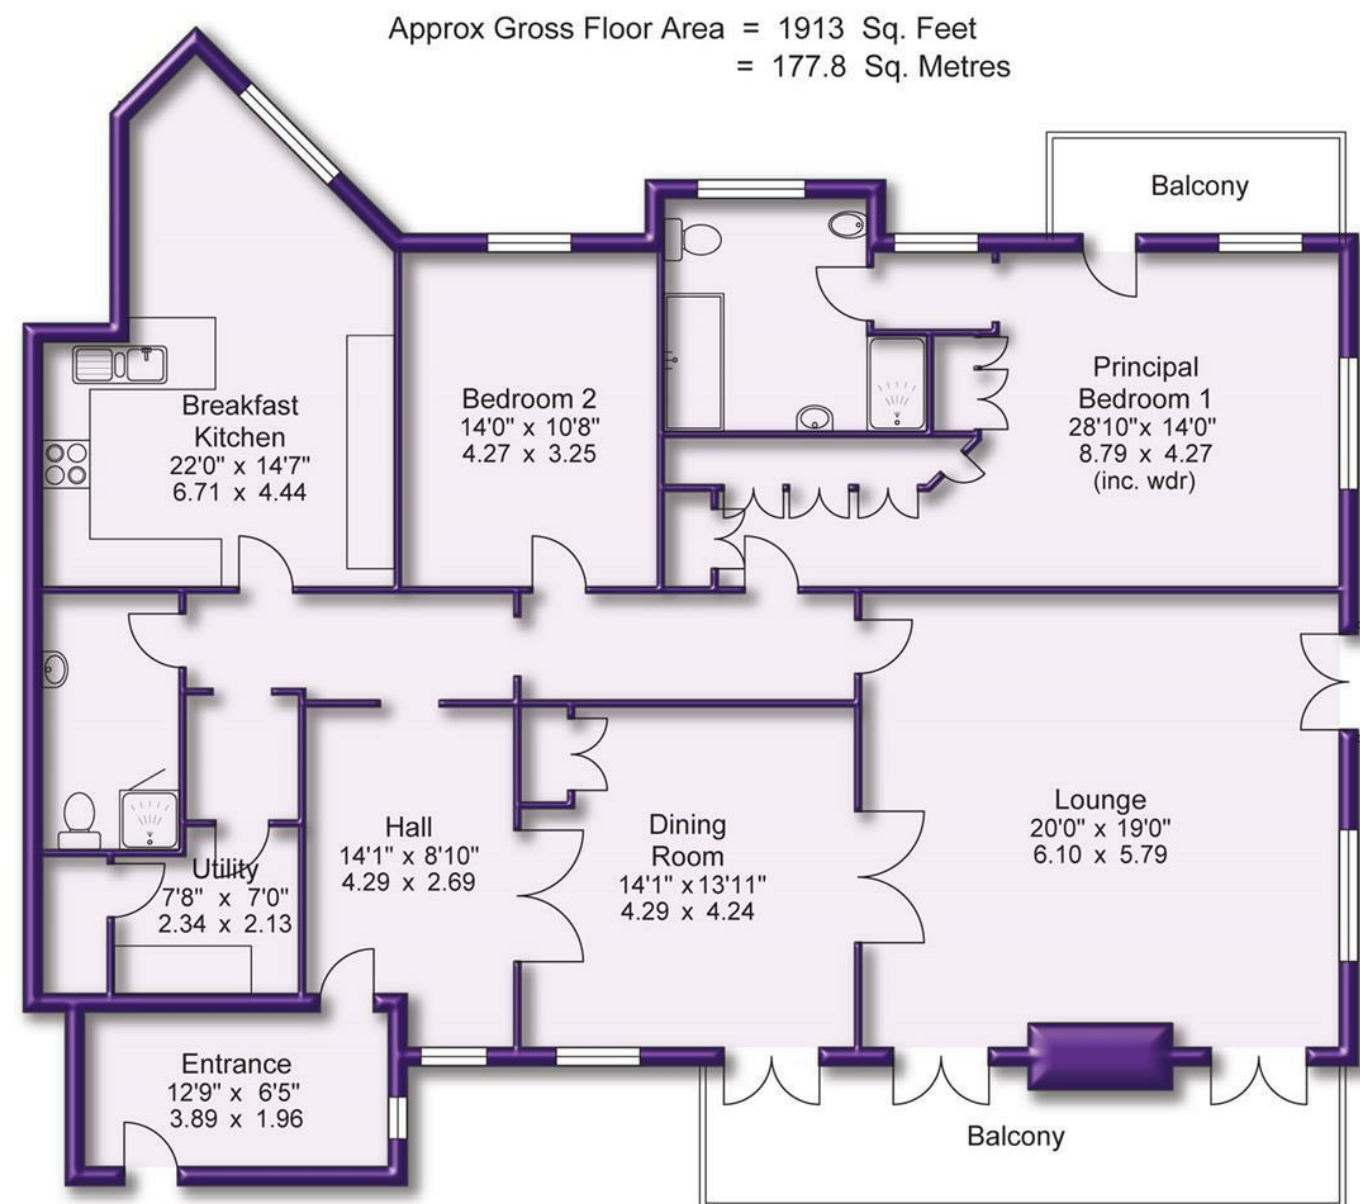 Approx Gross Floor Area = 1913 Sq. Feet
= 177.8 Sq. Metres
Balcony
Principal
Bedroom 1
28'10"x 14'0"
8.79 x 4.27
(inc. wdr)
Bedroom 2
14'0" x 10'8"
4.27 x 3.25
Breakfast
Kitchen
22'0" x 14'7"
6.71 x 4.44
Lounge
20'0" x 19'0"
6.10 x 5.79
Dining
Room
14'1" x13'11"
4.29 x 4.24
Hall
14'1" x 8'10"
4.29 x 2.69
Utility
7'8" x 7'0"
2.34 x 2.13
Entrance
12'9" x 6'5"
3.89 x 1.96
Balcony